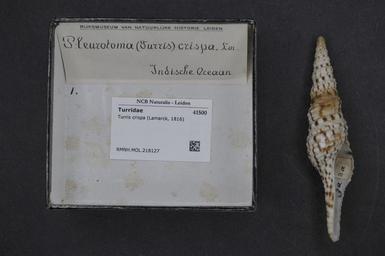 RIJKSMUSEUM VAN NATUURLIJKE HISTORIE LEIDEN
Pleurotoma (Turris) crispa, Lm.
Indische Oceaan
1.
NCB Naturalis - Leiden
Turridae 41500
Turris crispa (Lamarck, 1816)
RMNH.MOL.218127